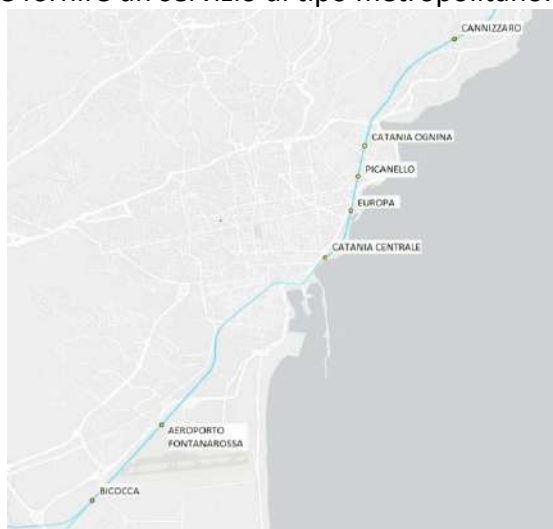 e fornire un servizio di tipo metropolitano.
CANNIZZARO
CATANIA OGNINA
PICANELLO
EUROPA
CATANIA CENTRALE
AEROPORTO
FONTANAROSSA
BICOCCA